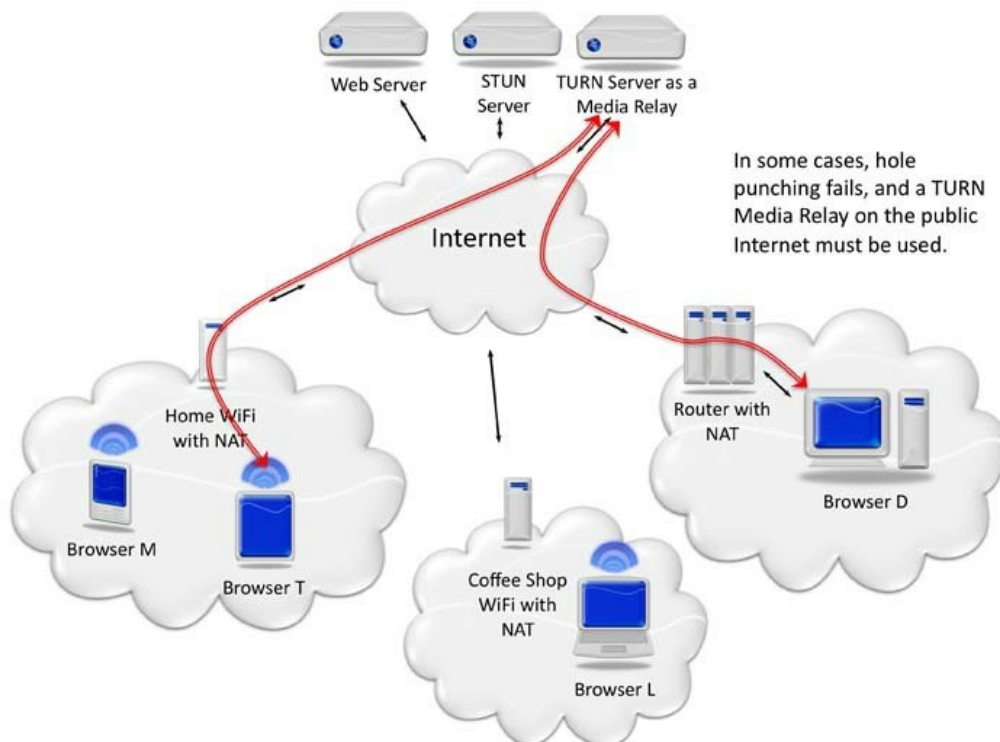 Web Server
STUN
Server
TURN Server as a
Media Relay
In some cases, hole
punching fails, and a TURN
Media Relay on the public
Internet must be used.
Internet
Home WiFi
with NAT
Router with
NAT
Browser M
Browser T
Browser D
Coffee Shop
WiFi with
NAT
Browser L